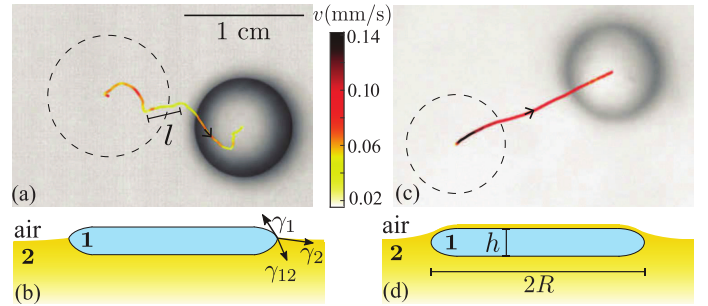 1 cm
v(mm/s)
0.14
0.10
0.06
0.02
l
(a)
(c)
air
1
2
γ₁
γ₂
γ₁₂
(b)
air
1
h
2
2R
(d)